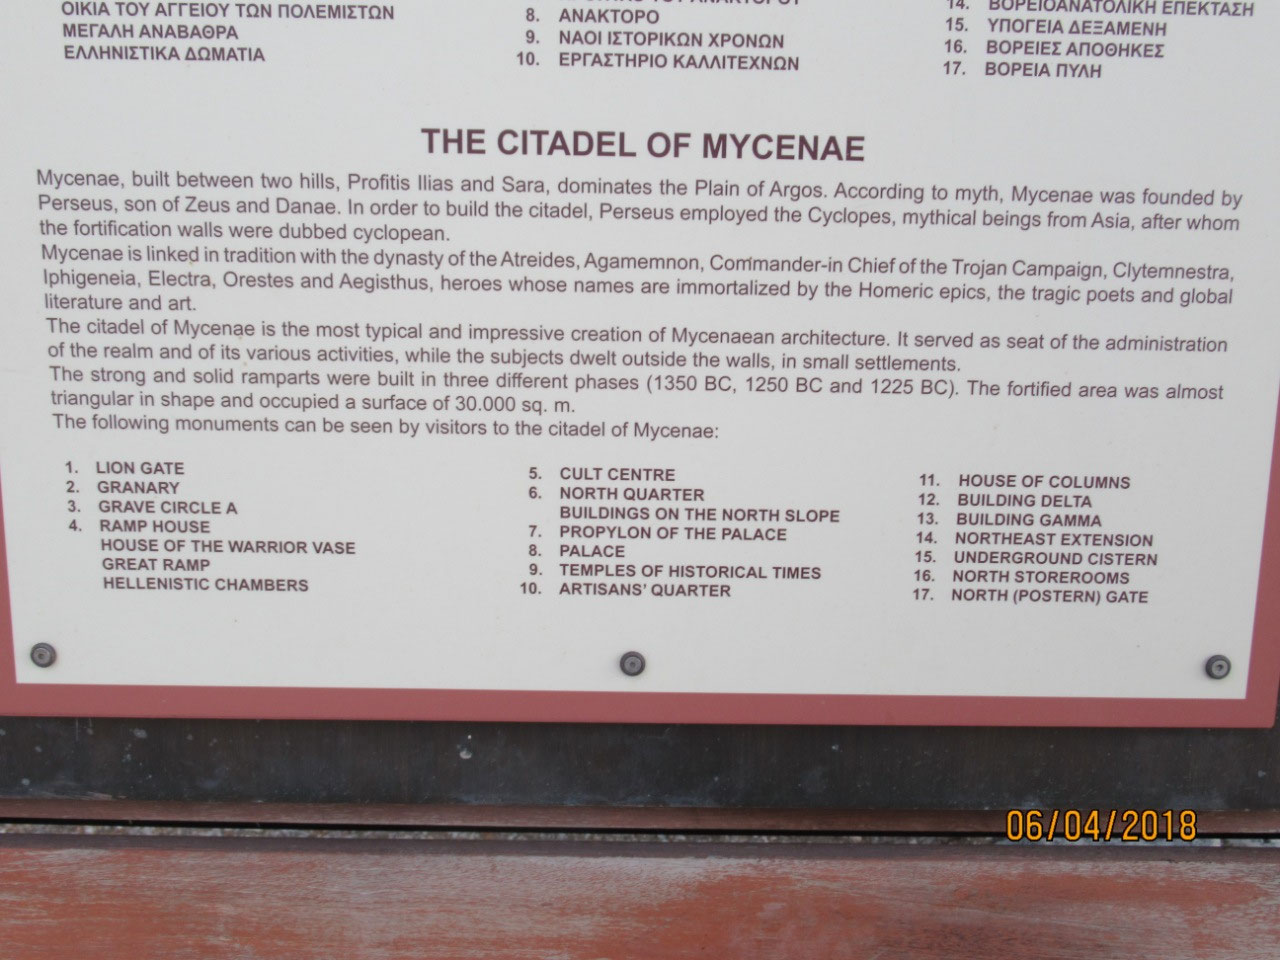 ΟΙΚΙΑ ΤΟΥ ΑΓΓΕΙΟΥ ΤΩΝ ΠΟΛΕΜΙΣΤΩΝ
ΜΕΓΑΛΗ ΑΝΑΒΑΘΡΑ
ΕΛΛΗΝΙΣΤΙΚΑ ΔΩΜΑΤΙΑ
8. ΑΝΑΚΤΟΡΟ
9. ΝΑΟΙ ΙΣΤΟΡΙΚΩΝ ΧΡΟΝΩΝ
10. ΕΡΓΑΣΤΗΡΙΟ ΚΑΛΛΙΤΕΧΝΩΝ
14. ΒΟΡΕΙΟΑΝΑΤΟΛΙΚΗ ΕΠΕΚΤΑΣΗ
15. ΥΠΟΓΕΙΑ ΔΕΞΑΜΕΝΗ
16. ΒΟΡΕΙΕΣ ΑΠΟΘΗΚΕΣ
17. ΒΟΡΕΙΑ ΠΥΛΗ
THE CITADEL OF MYCENAE
Mycenae, built between two hills, Profitis Ilias and Sara, dominates the Plain of Argos. According to myth, Mycenae was founded by
Perseus, son of Zeus and Danae. In order to build the citadel, Perseus employed the Cyclopes, mythical beings from Asia, after whom
the fortification walls were dubbed cyclopean.
Mycenae is linked in tradition with the dynasty of the Atreides, Agamemnon, Commander-in Chief of the Trojan Campaign, Clytemnestra,
Iphigeneia, Electra, Orestes and Aegisthus, heroes whose names are immortalized by the Homeric epics, the tragic poets and global
literature and art.
The citadel of Mycenae is the most typical and impressive creation of Mycenaean architecture. It served as seat of the administration
of the realm and of its various activities, while the subjects dwelt outside the walls, in small settlements.
The strong and solid ramparts were built in three different phases (1350 BC, 1250 BC and 1225 BC). The fortified area was almost
triangular in shape and occupied a surface of 30.000 sq. m.
The following monuments can be seen by visitors to the citadel of Mycenae:
1. LION GATE
2. GRANARY
3. GRAVE CIRCLE A
4. RAMP HOUSE
HOUSE OF THE WARRIOR VASE
GREAT RAMP
HELLENISTIC CHAMBERS
5. CULT CENTRE
6. NORTH QUARTER
BUILDINGS ON THE NORTH SLOPE
7. PROPYLON OF THE PALACE
8. PALACE
9. TEMPLES OF HISTORICAL TIMES
10. ARTISANS' QUARTER
11. HOUSE OF COLUMNS
12. BUILDING DELTA
13. BUILDING GAMMA
14. NORTHEAST EXTENSION
15. UNDERGROUND CISTERN
16. NORTH STOREROOMS
17. NORTH (POSTERN) GATE
06/04/2018